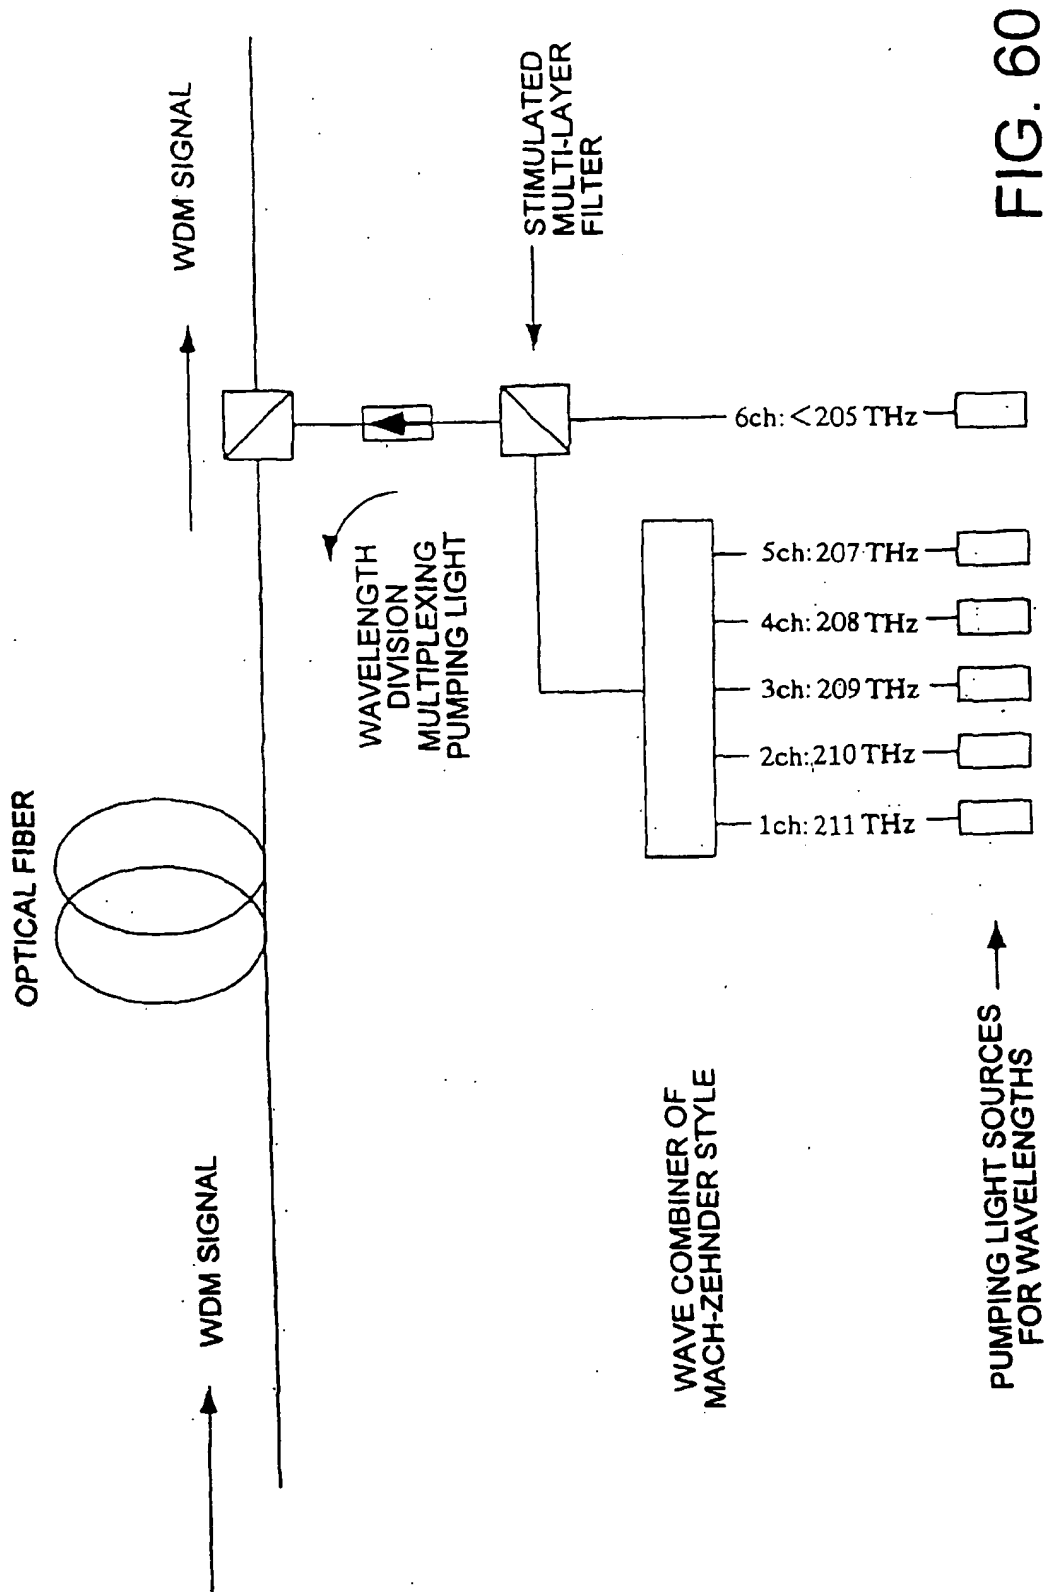 OPTICAL FIBER
WDM SIGNAL
WDM SIGNAL
WAVELENGTH
DIVISION
MULTIPLEXING
PUMPING LIGHT
STIMULATED
MULTI-LAYER
FILTER
WAVE COMBINER OF
MACH-ZEHNDER STYLE
1ch: 211 THz
2ch: 210 THz
3ch: 209 THz
4ch: 208 THz
5ch: 207 THz
6ch: <205 THz
PUMPING LIGHT SOURCES
FOR WAVELENGTHS
FIG. 60